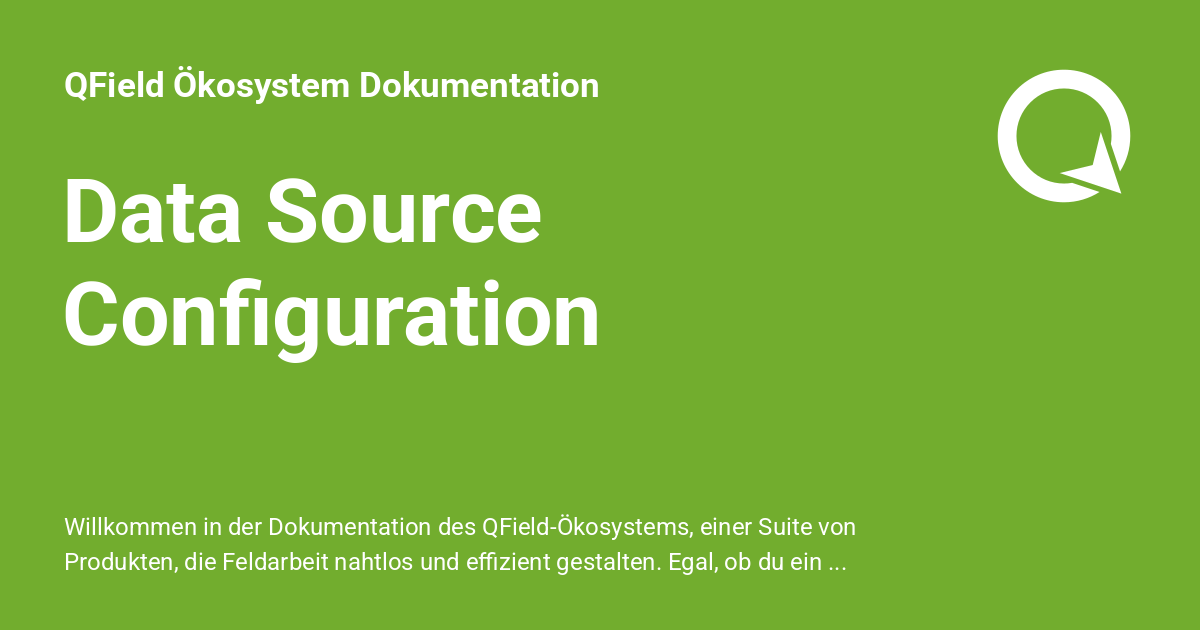 QField Ökosystem Dokumentation
Data Source
Configuration
Willkommen in der Dokumentation des QField-Ökosystems, einer Suite von
Produkten, die Feldarbeit nahtlos und effizient gestalten. Egal, ob du ein ...